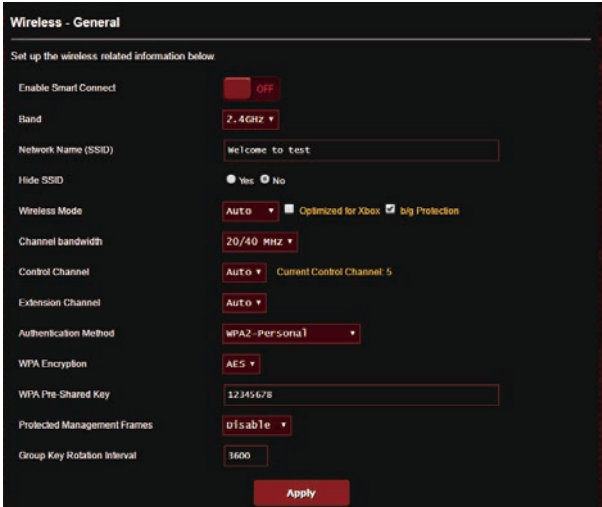 Wireless - General
Set up the wireless related information below.
Enable Smart Connect OFF
Band 2.4GHz
Network Name (SSID) Welcome to test
Hide SSID Yes No
Wireless Mode Auto Optimized for Xbox b/g Protection
Channel bandwidth 20/40 MHz
Control Channel Auto Current Control Channel: 5
Extension Channel Auto
Authentication Method WPA2-Personal
WPA Encryption AES
WPA Pre-Shared Key 12345678
Protected Management Frames Disable
Group Key Rotation Interval 3600
Apply